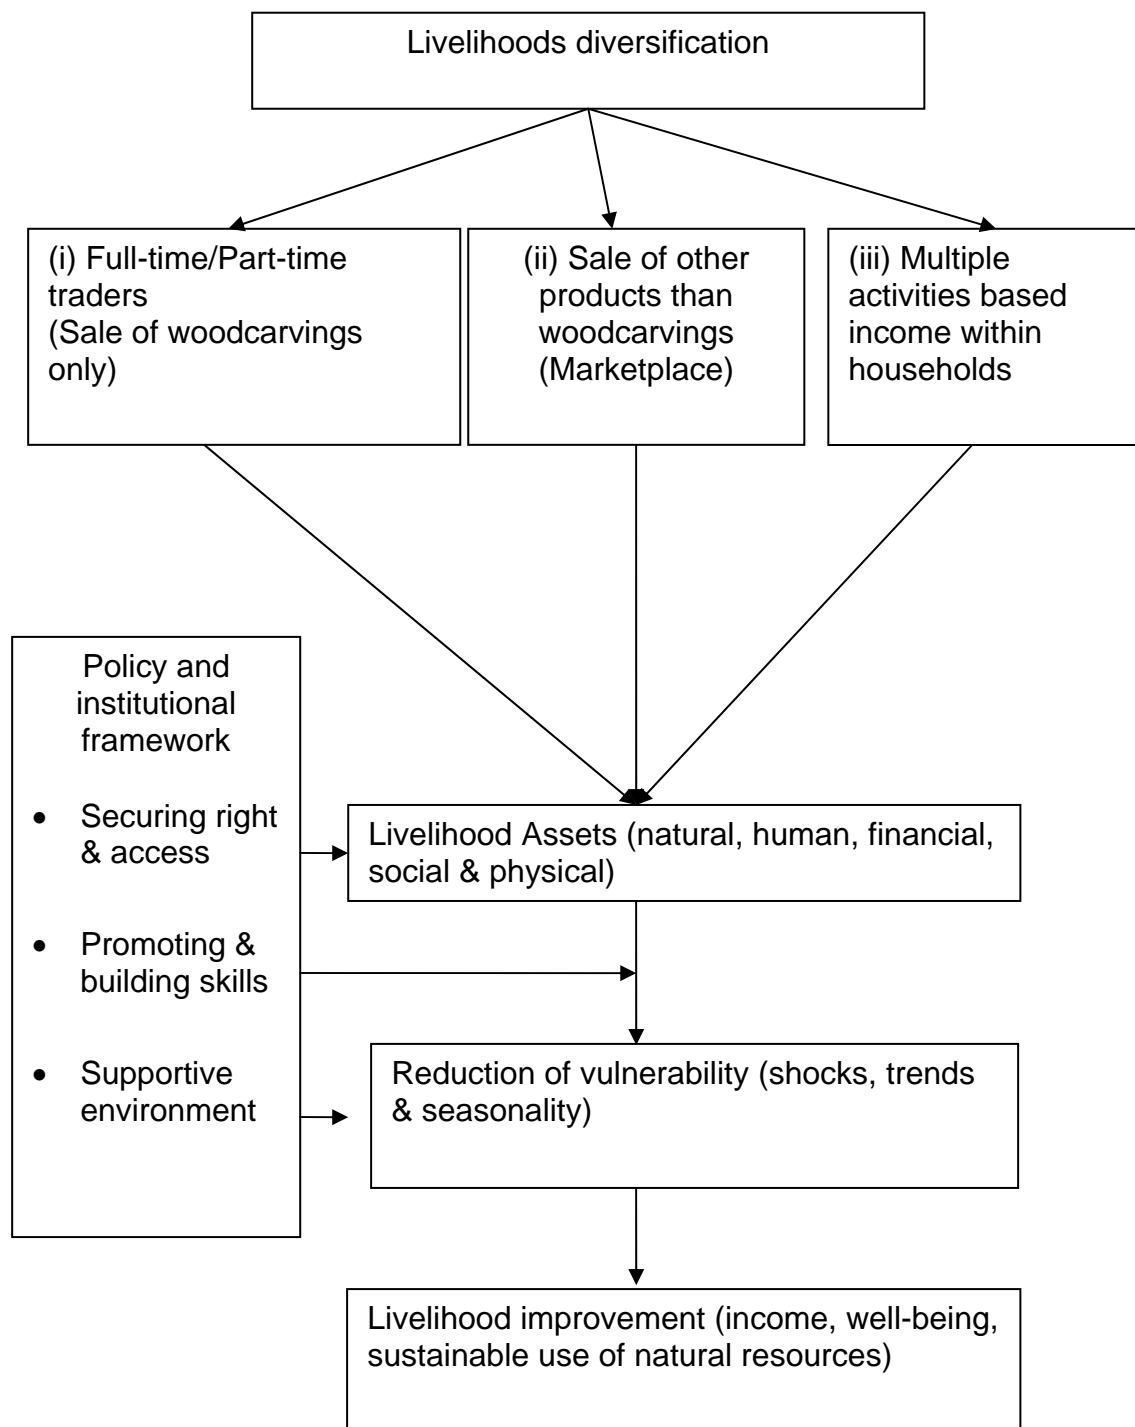 Livelihoods diversification
(i) Full-time/Part-time
traders
(Sale of woodcarvings
only)
(ii) Sale of other
products than
woodcarvings
(Marketplace)
(iii) Multiple
activities based
income within
households
Policy and
institutional
framework
• Securing right
& access
• Promoting &
building skills
• Supportive
environment
Livelihood Assets (natural, human, financial,
social & physical)
Reduction of vulnerability (shocks, trends
& seasonality)
Livelihood improvement (income, well-being,
sustainable use of natural resources)